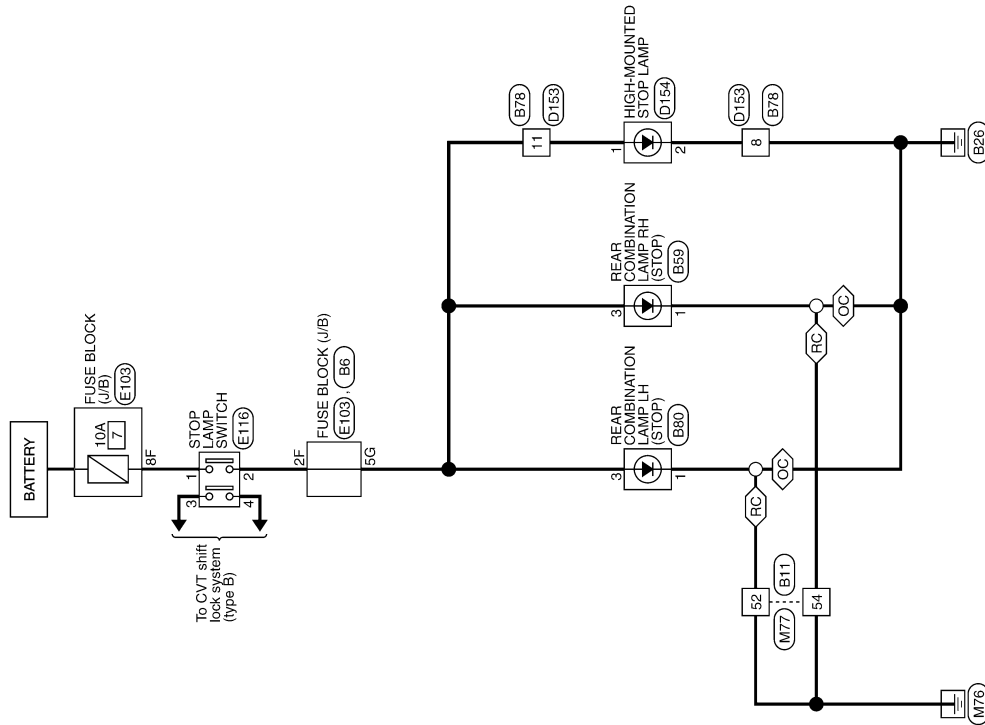 BATTERY
FUSE BLOCK
(J/B)
E103
10A
7
8F
STOP
LAMP
SWITCH
E116
1
3
2
4
To CVT shift
lock system
(type B)
FUSE BLOCK (J/B)
E103 , B6
2F
5G
B78
D153
11
HIGH-MOUNTED
STOP LAMP
D154
1
2
D153
B78
8
REAR
COMBINATION
LAMP RH
(STOP)
B59
3
1
REAR
COMBINATION
LAMP LH
(STOP)
B80
3
1
RC
OC
RC
OC
52
M77
B11
54
M76
B26